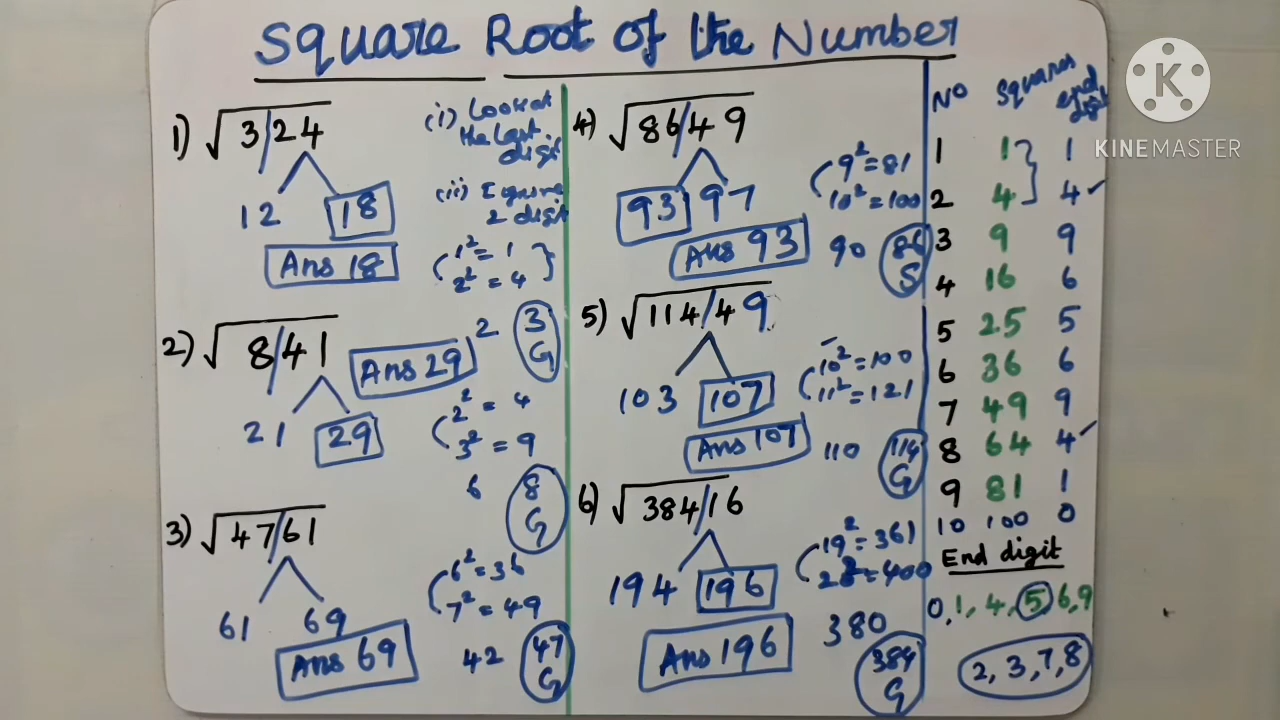 Square Root of the Number
1) √3/24
12 18
Ans 18
(i) Look at
the last
digit
(ii) Ignore
2 digit
1² = 1
2² = 4
2 3
G
2) √8/41
21 29
Ans 29
2² = 4
3² = 9
6 8
G
3) √47/61
61 69
Ans 69
6² = 36
7² = 49
42 47
G
4) √86/49
93 97
Ans 93
9² = 81
10² = 100
90 86
S
5) √114/49
103 107
Ans 107
10² = 100
11² = 121
110 114
G
6) √384/16
194 196
Ans 196
19² = 361
20² = 400
380
384
G
No squares end digit
1 1 1
2 4 4 ✓
3 9 9
4 16 6
5 25 5
6 36 6
7 49 9
8 64 4 ✓
9 81 1
10 100 0
End digit
0, 1, 4, 5 6, 9
2, 3, 7, 8
K
KINEMASTER